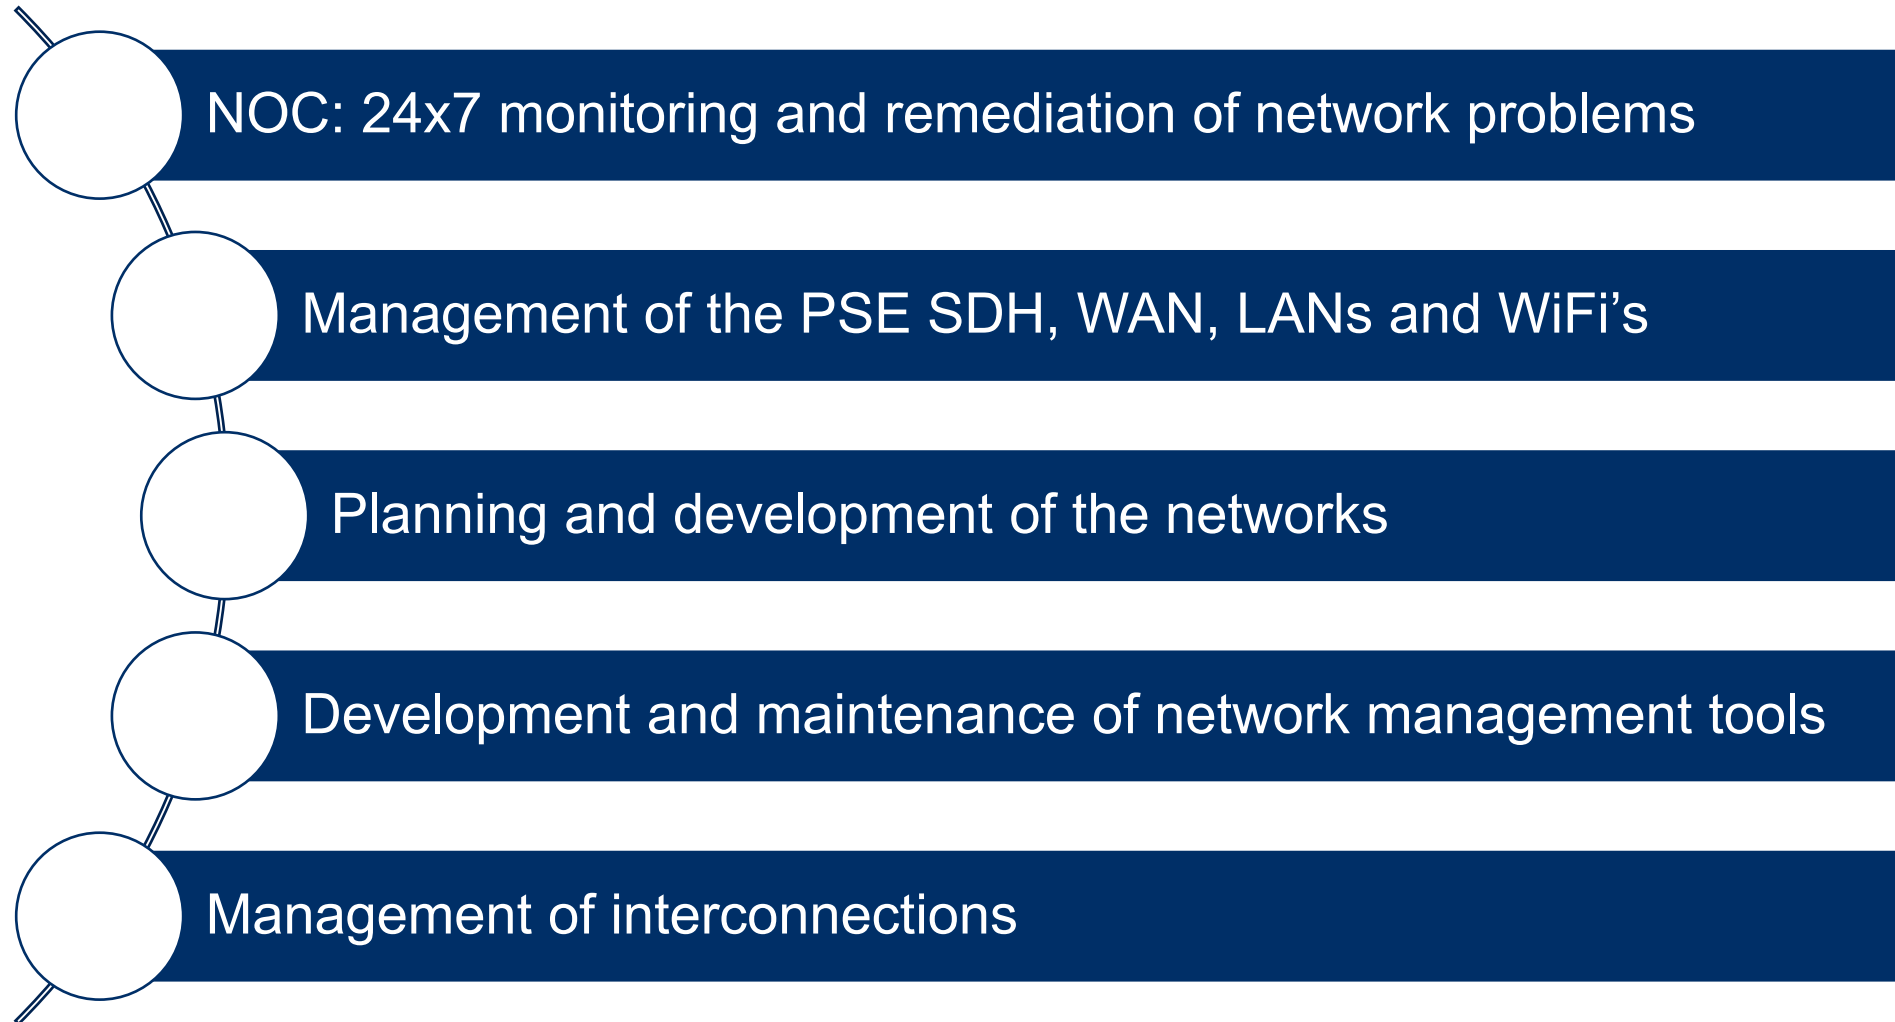 NOC: 24x7 monitoring and remediation of network problems
Management of the PSE SDH, WAN, LANs and WiFi’s
Planning and development of the networks
Development and maintenance of network management tools
Management of interconnections